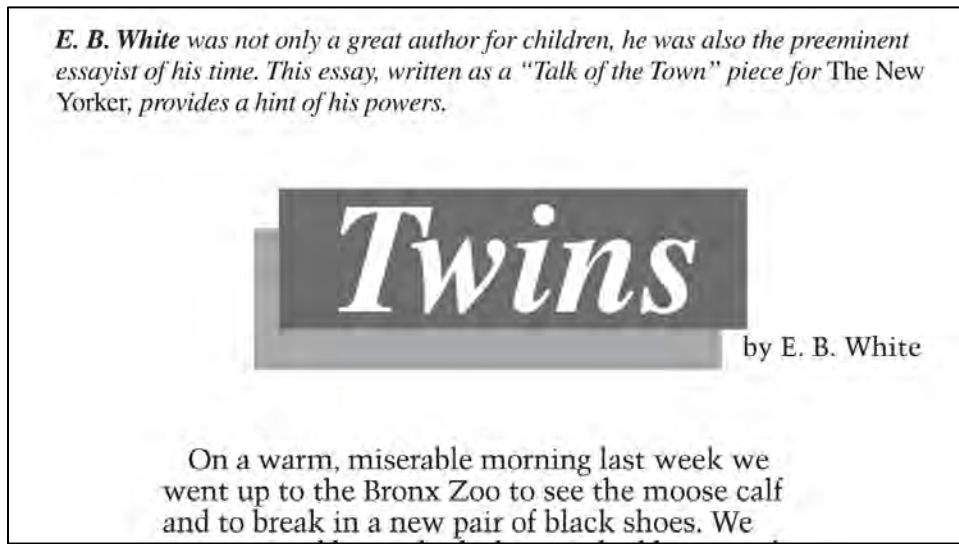 E. B. White was not only a great author for children, he was also the preeminent
essayist of his time. This essay, written as a “Talk of the Town” piece for The New
Yorker, provides a hint of his powers.
Twins
by E. B. White
On a warm, miserable morning last week we
went up to the Bronx Zoo to see the moose calf
and to break in a new pair of black shoes. We